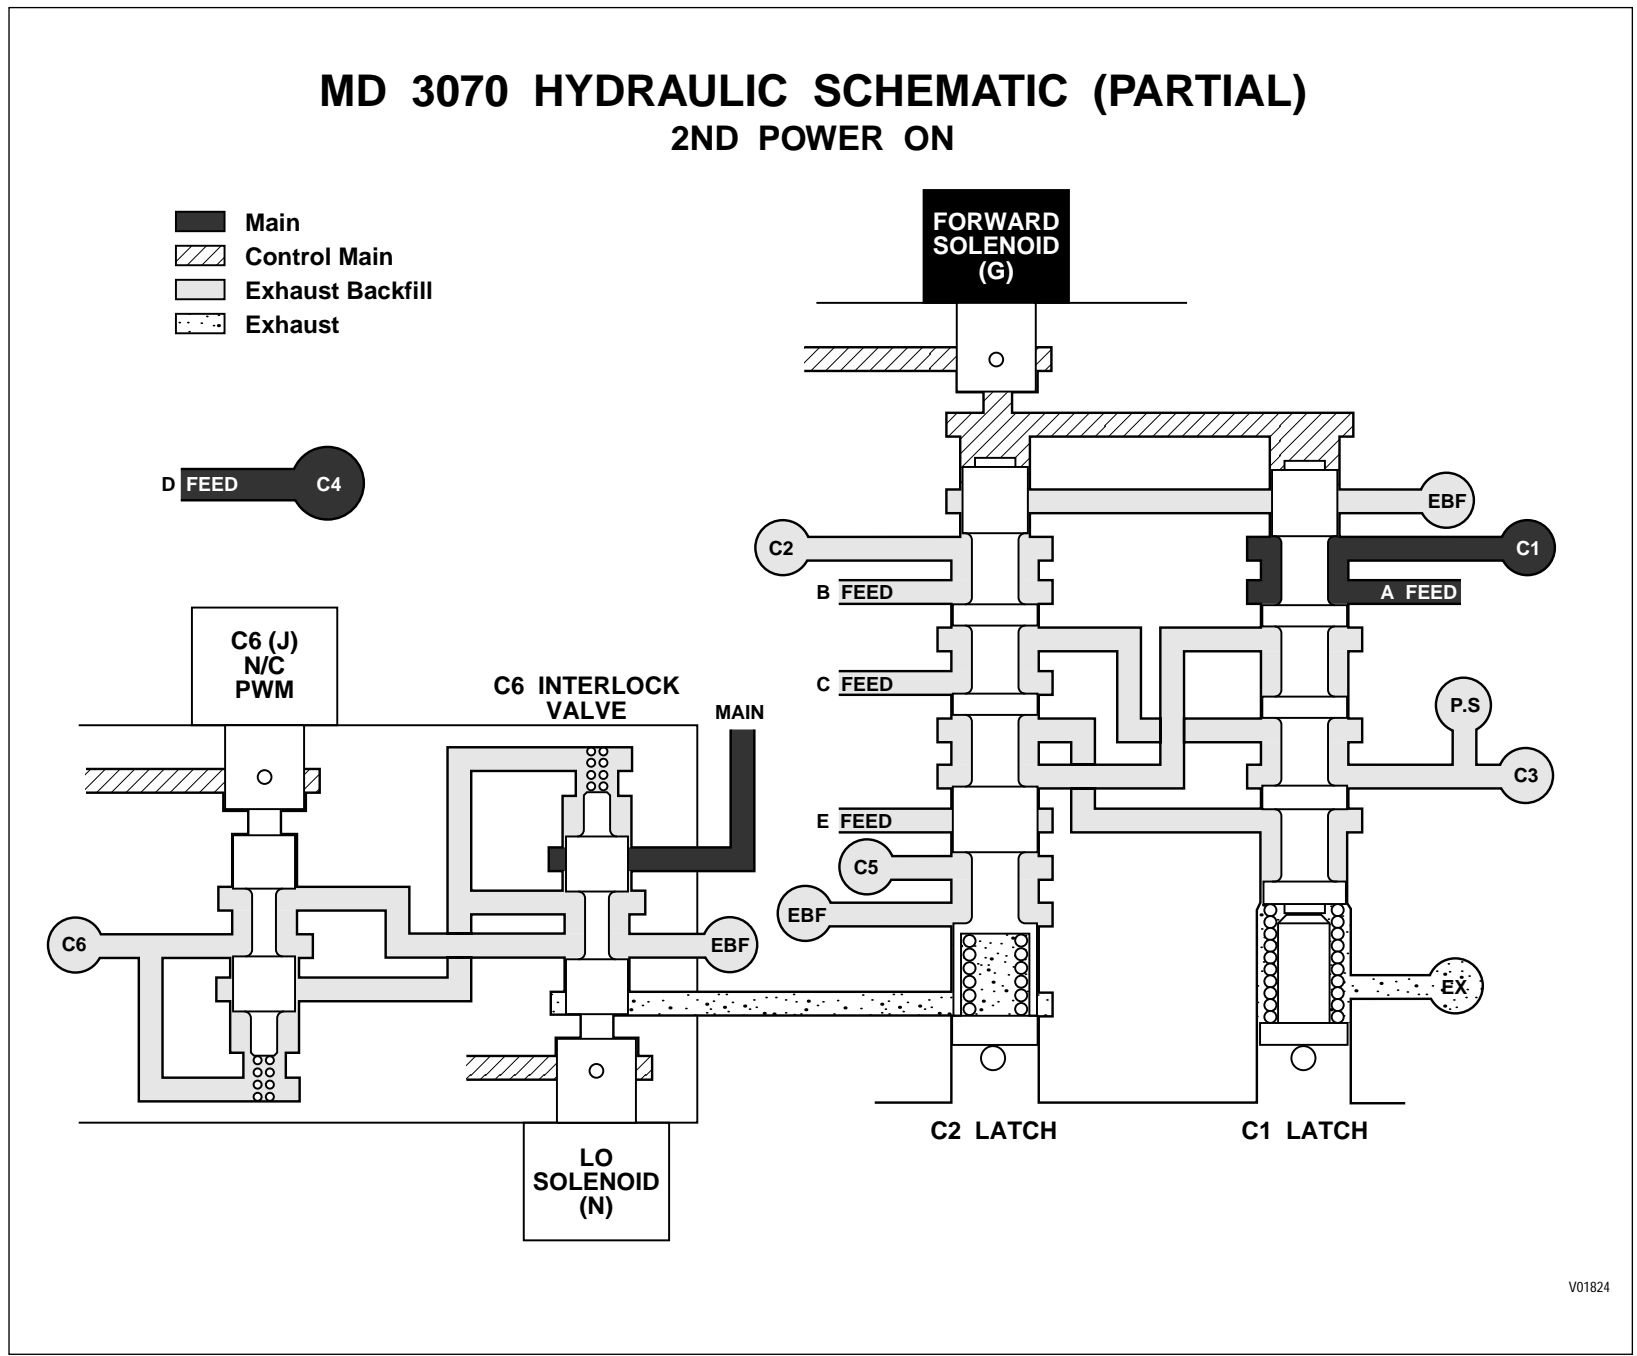 MD 3070 HYDRAULIC SCHEMATIC (PARTIAL)
2ND POWER ON
Main
Control Main
Exhaust Backfill
Exhaust
FORWARD
SOLENOID
(G)
D FEED C4
EBF
C2
C1
B FEED
A FEED
C6 (J)
N/C
PWM
C6 INTERLOCK
VALVE
MAIN
C FEED
P.S
C3
E FEED
C5
EBF
C6
EBF
EX
C2 LATCH
C1 LATCH
LO
SOLENOID
(N)
V01824